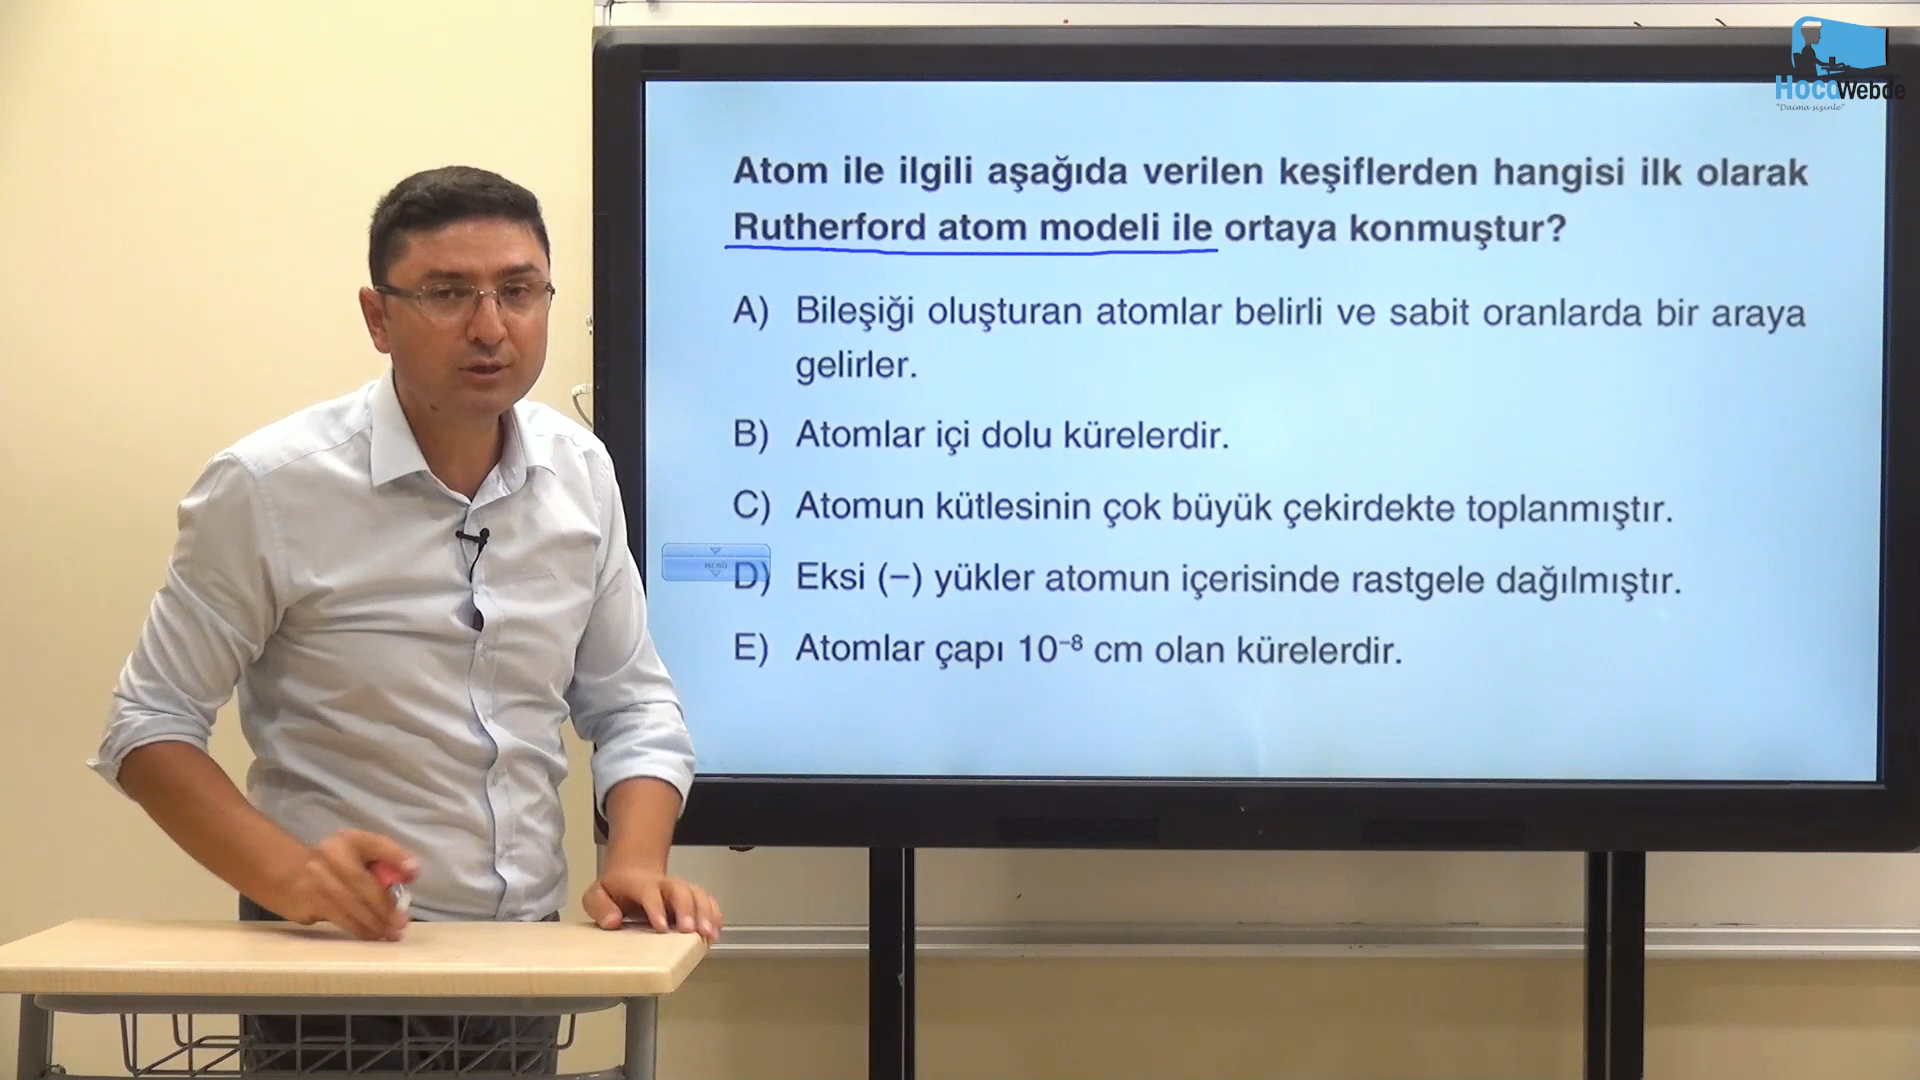 HocaWebde
"Daima sizinle"
Atom ile ilgili aşağıda verilen keşiflerden hangisi ilk olarak
Rutherford atom modeli ile ortaya konmuştur?
A) Bileşiği oluşturan atomlar belirli ve sabit oranlarda bir araya
gelirler.
B) Atomlar içi dolu kürelerdir.
C) Atomun kütlesinin çok büyük çekirdekte toplanmıştır.
MENÜ
D) Eksi (–) yükler atomun içerisinde rastgele dağılmıştır.
E) Atomlar çapı 10⁻⁸ cm olan kürelerdir.